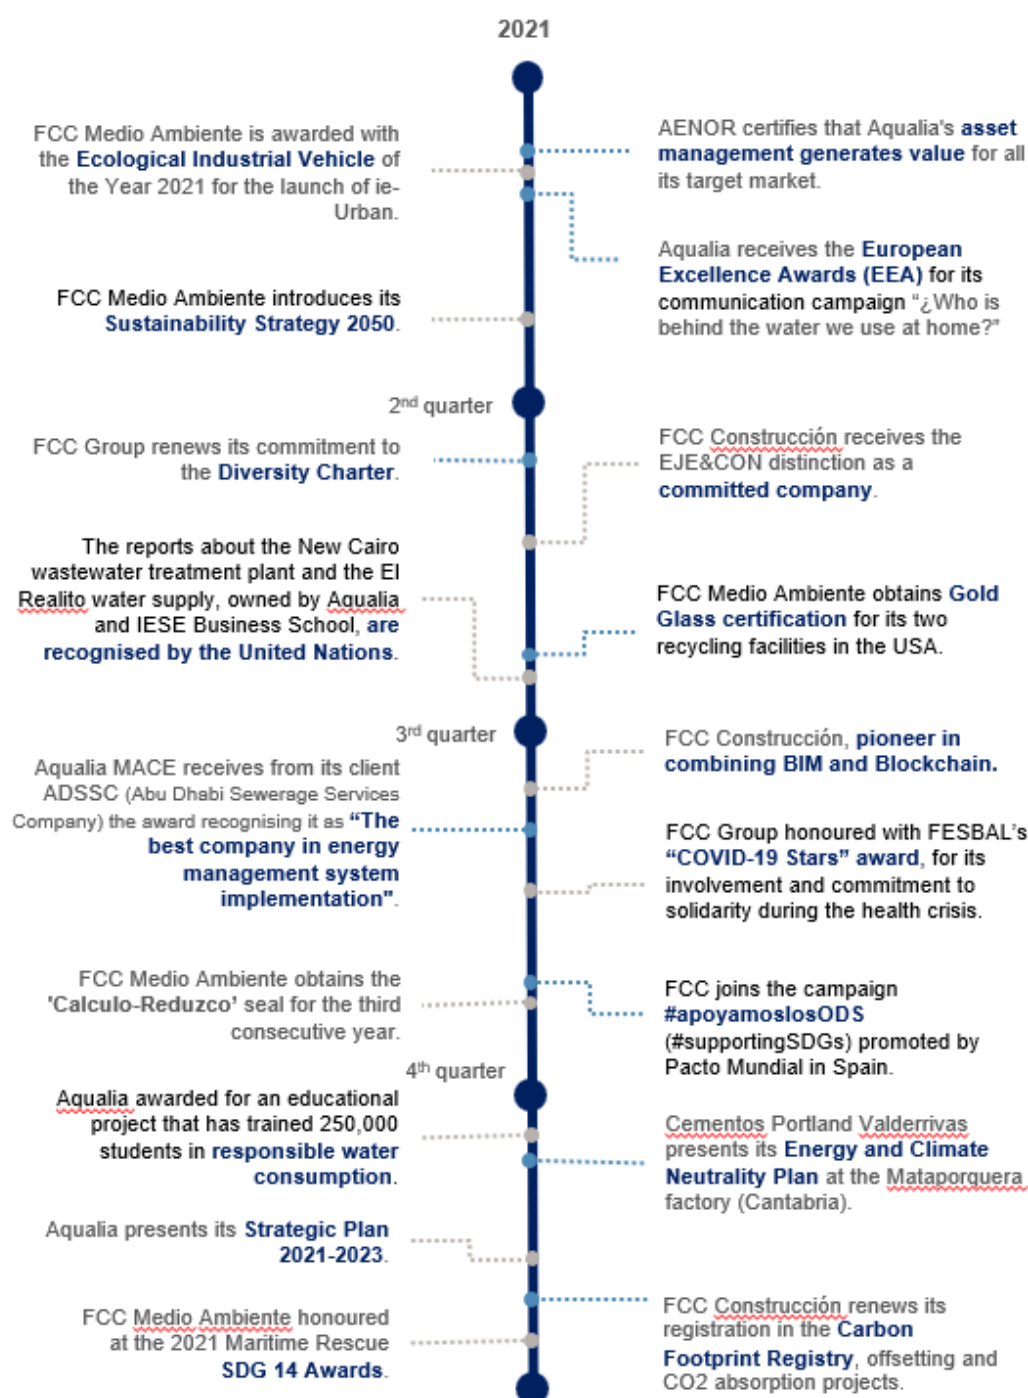 2021
FCC Medio Ambiente is awarded with
the Ecological Industrial Vehicle of
the Year 2021 for the launch of ie-
Urban.
AENOR certifies that Aqualia's asset
management generates value for all
its target market.
Aqualia receives the European
Excellence Awards (EEA) for its
communication campaign “¿Who is
behind the water we use at home?”
FCC Medio Ambiente introduces its
Sustainability Strategy 2050.
2nd quarter
FCC Group renews its commitment to
the Diversity Charter.
FCC Construcción receives the
EJE&CON distinction as a
committed company.
The reports about the New Cairo
wastewater treatment plant and the El
Realito water supply, owned by Aqualia
and IESE Business School, are
recognised by the United Nations.
FCC Medio Ambiente obtains Gold
Glass certification for its two
recycling facilities in the USA.
3rd quarter
FCC Construcción, pioneer in
combining BIM and Blockchain.
Aqualia MACE receives from its client
ADSSC (Abu Dhabi Sewerage Services
Company) the award recognising it as “The
best company in energy
management system
implementation".
FCC Group honoured with FESBAL’s
“COVID-19 Stars” award, for its
involvement and commitment to
solidarity during the health crisis.
FCC Medio Ambiente obtains the
'Calculo-Reduzco’ seal for the third
consecutive year.
FCC joins the campaign
#apoyamoslosODS
(#supportingSDGs) promoted by
Pacto Mundial in Spain.
4th quarter
Aqualia awarded for an educational
project that has trained 250,000
students in responsible water
consumption.
Cementos Portland Valderrivas
presents its Energy and Climate
Neutrality Plan at the Mataporquera
factory (Cantabria).
Aqualia presents its Strategic Plan
2021-2023.
FCC Medio Ambiente honoured
at the 2021 Maritime Rescue
SDG 14 Awards.
FCC Construcción renews its
registration in the Carbon
Footprint Registry, offsetting and
CO2 absorption projects.